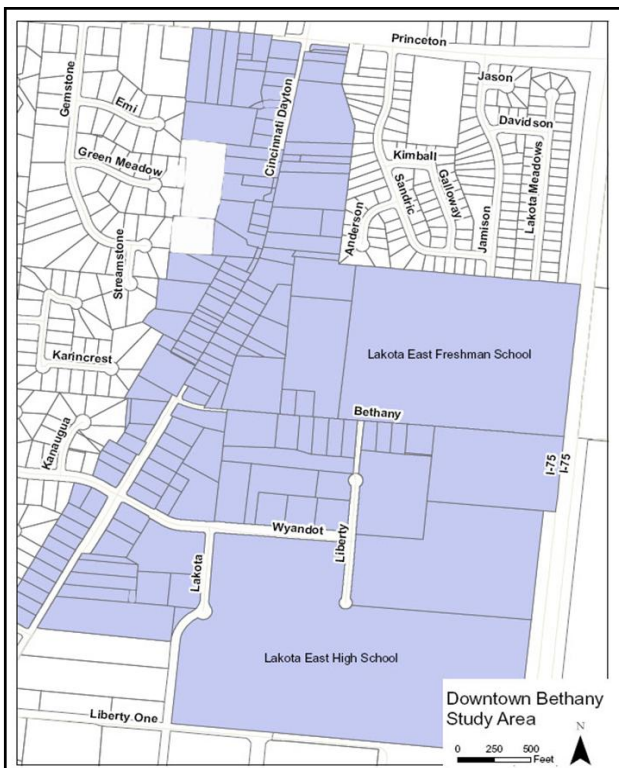 Princeton
Gemstone
Emi
Cincinnati Dayton
Jason
Davidson
Green Meadow
Kimball
Galloway
Sandric
Anderson
Jamison
Lakota Meadows
Streamstone
Karincrest
Lakota East Freshman School
Bethany
Kanaugua
I-75
I-75
Wyandot
Liberty
Lakota
Lakota East High School
Liberty One
Downtown Bethany
Study Area
N
0 250 500
Feet